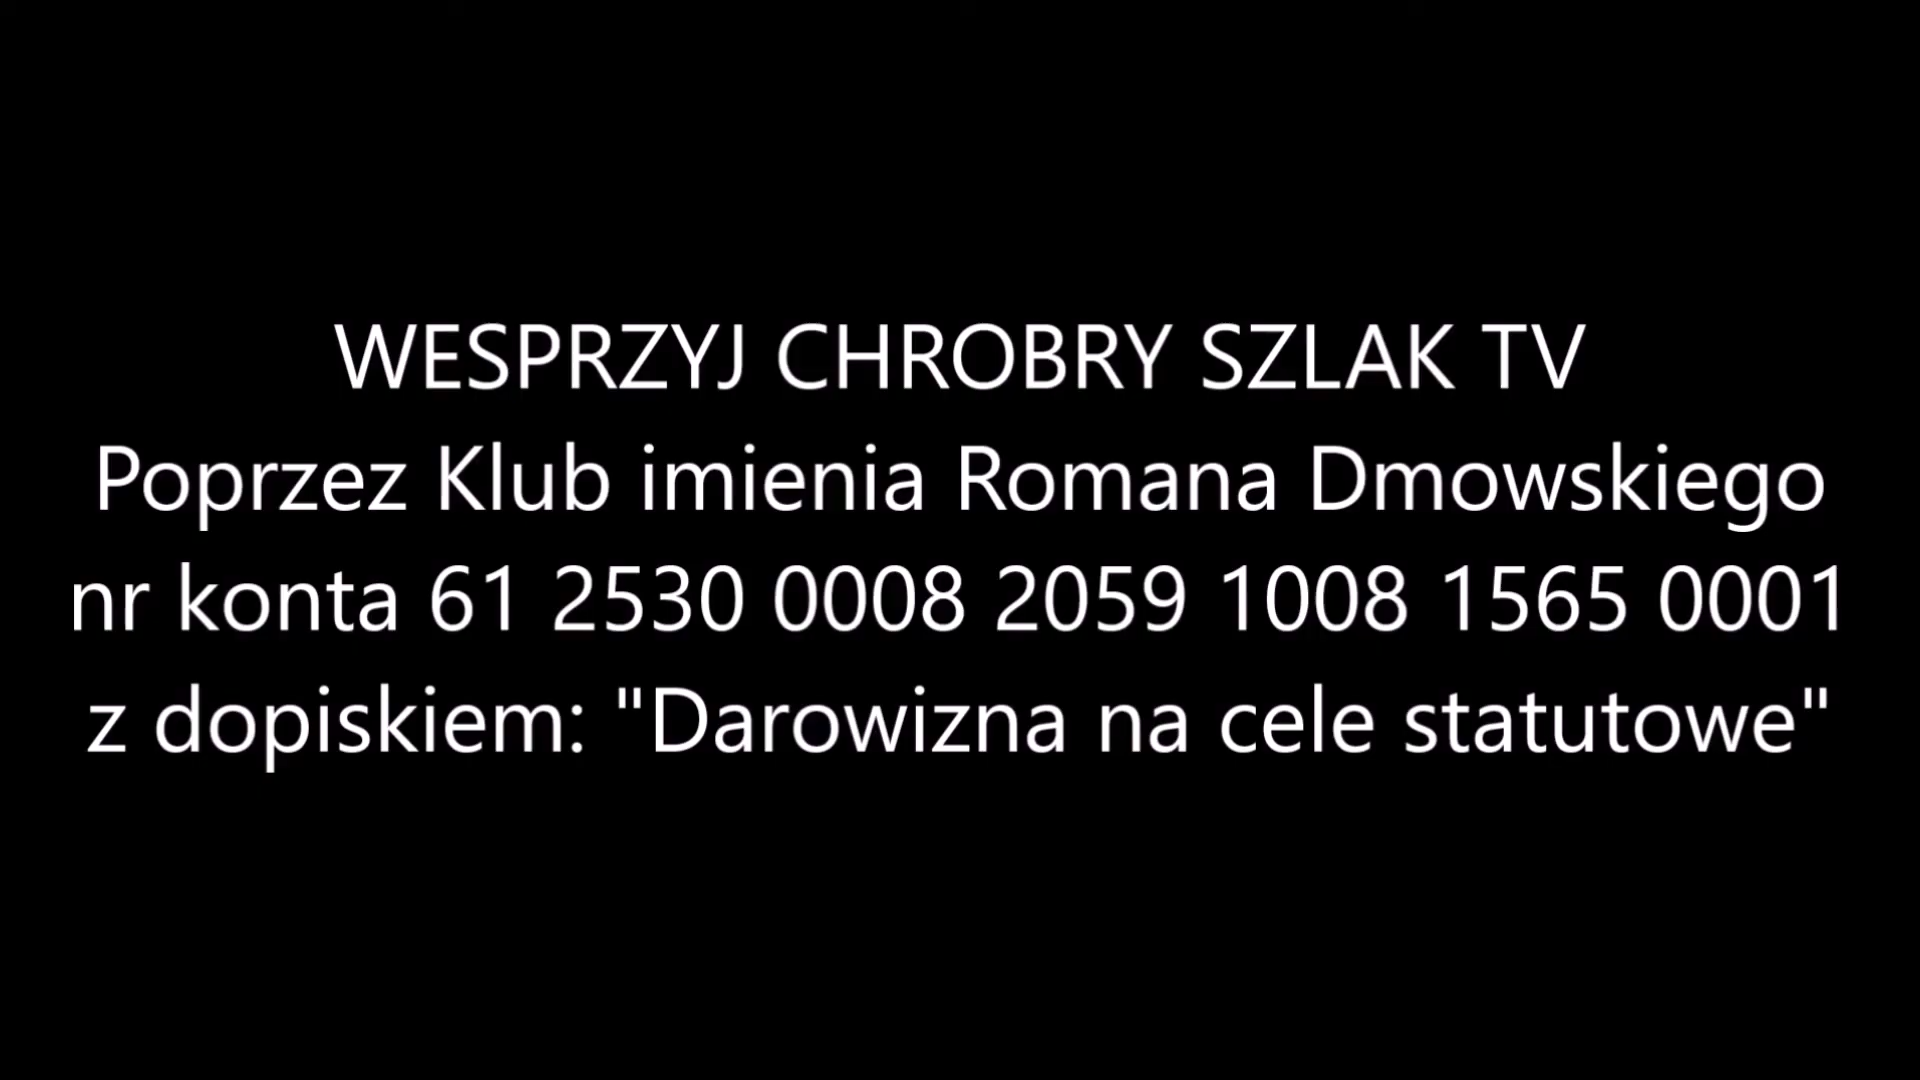 WESPRZYJ CHROBRY SZLAK TV
Poprzez Klub imienia Romana Dmowskiego
nr konta 61 2530 0008 2059 1008 1565 0001
z dopiskiem: "Darowizna na cele statutowe"